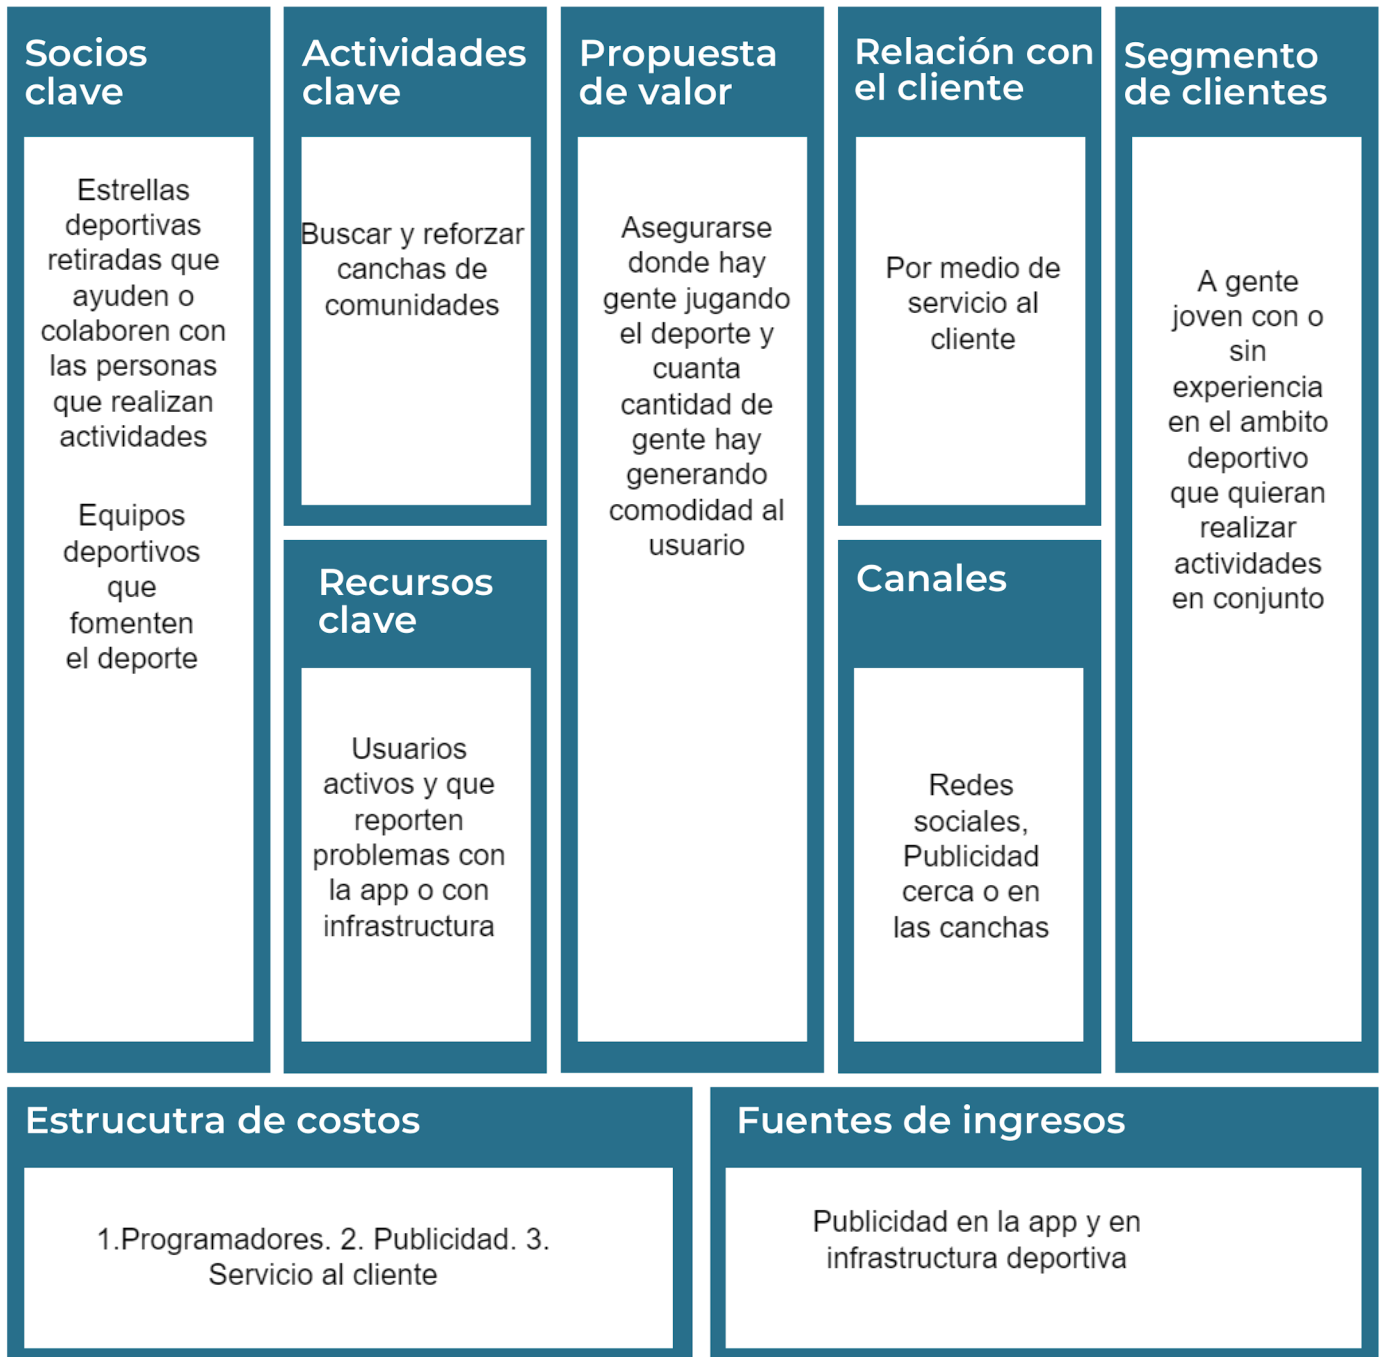 Socios
clave
Estrellas
deportivas
retiradas que
ayuden o
colaboren con
las personas
que realizan
actividades
Equipos
deportivos
que
fomenten
el deporte
Actividades
clave
Buscar y reforzar
canchas de
comunidades
Recursos
clave
Usuarios
activos y que
reporten
problemas con
la app o con
infrastructura
Propuesta
de valor
Asegurarse
donde hay
gente jugando
el deporte y
cuanta
cantidad de
gente hay
generando
comodidad al
usuario
Relación con
el cliente
Por medio de
servicio al
cliente
Canales
Redes
sociales,
Publicidad
cerca o en
las canchas
Segmento
de clientes
A gente
joven con o
sin
experiencia
en el ambito
deportivo
que quieran
realizar
actividades
en conjunto
Estrucutra de costos
1.Programadores. 2. Publicidad. 3.
Servicio al cliente
Fuentes de ingresos
Publicidad en la app y en
infrastructura deportiva